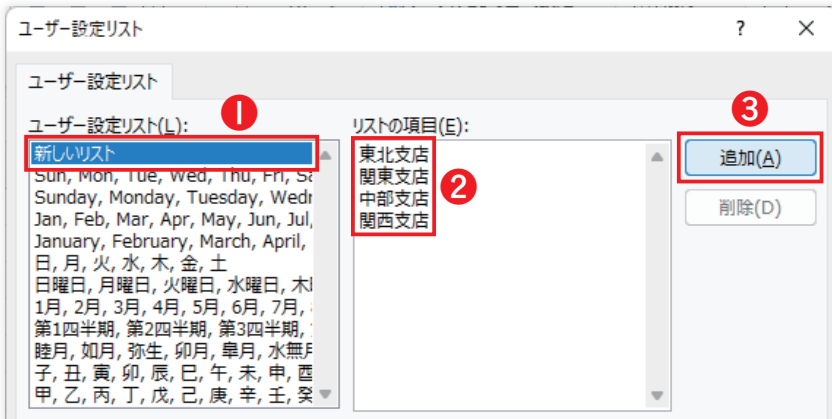 ユーザー設定リスト
? ×
ユーザー設定リスト
ユーザー設定リスト(L):
1
新しいリスト
Sun, Mon, Tue, Wed, Thu, Fri, Sa
Sunday, Monday, Tuesday, Wedn
Jan, Feb, Mar, Apr, May, Jun, Jul,
January, February, March, April,
日, 月, 火, 水, 木, 金, 土
日曜日, 月曜日, 火曜日, 水曜日, 木
1月, 2月, 3月, 4月, 5月, 6月, 7月,
第1四半期, 第2四半期, 第3四半期,
睦月, 如月, 弥生, 卯月, 皐月, 水無月
子, 丑, 寅, 卯, 辰, 巳, 午, 未, 申, 酉
甲, 乙, 丙, 丁, 戊, 己, 庚, 辛, 壬, 癸
リストの項目(E):
東北支店
関東支店
中部支店
関西支店
2
3
追加(A)
削除(D)